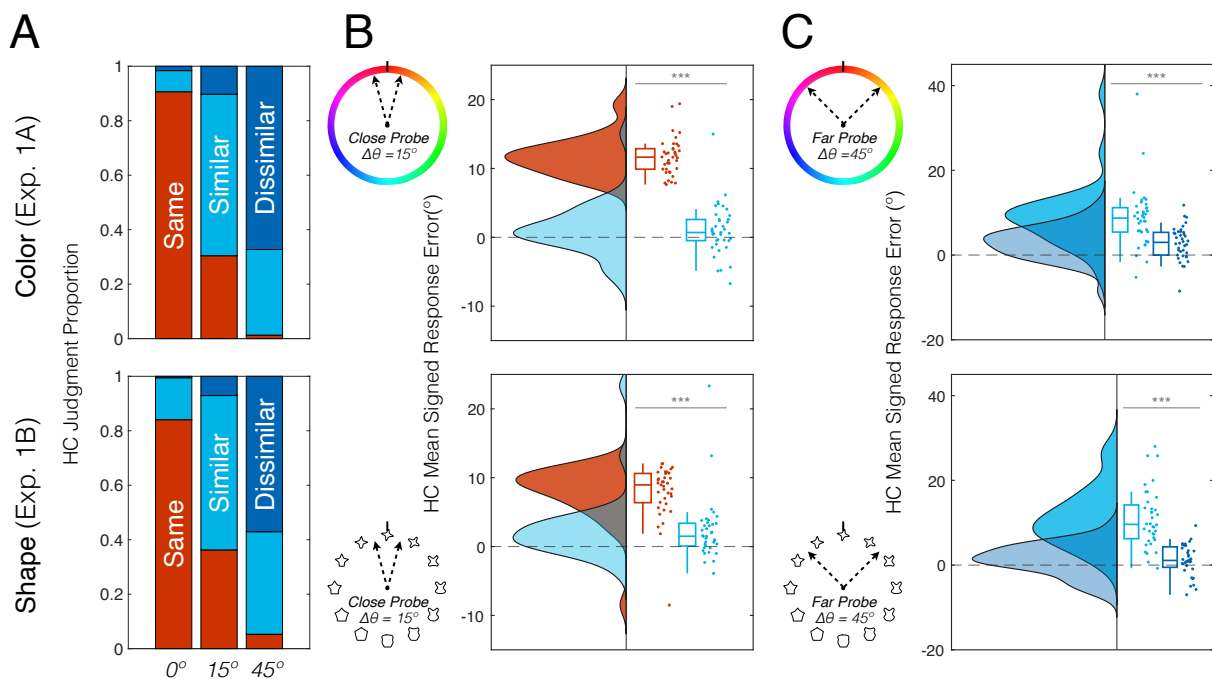 A
B
C
Color (Exp. 1A)
Shape (Exp. 1B)
HC Judgment Proportion
1
0.8
0.6
0.4
0.2
0
Same
Similar
Dissimilar
Close Probe
Δθ = 15°
HC Mean Signed Response Error(°)
20
10
0
-10
***
Far Probe
Δθ = 45°
HC Mean Signed Response Error (°)
40
20
0
-20
***
1
0.8
0.6
0.4
0.2
0
Same
Similar
Dissimilar
0°
15°
45°
Close Probe
Δθ = 15°
20
10
0
-10
***
Far Probe
Δθ = 45°
40
20
0
-20
***